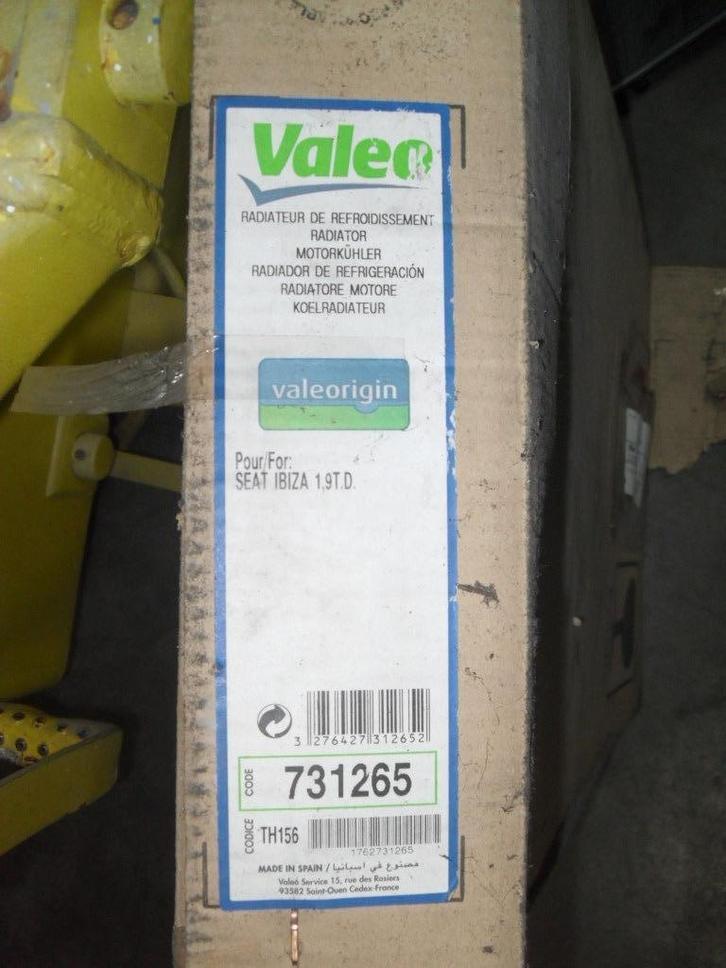 Valeo
RADIATEUR DE REFROIDISSEMENT
RADIATOR
MOTORKÜHLER
RADIADOR DE REFRIGERACIÓN
RADIATORE MOTORE
KOELRADIATEUR
valeorigin
Pour/For:
SEAT IBIZA 1,9T.D.
3 276427 312652
CODE 731265
CODICE TH156
1762731265
MADE IN SPAIN / مصنوع في اسبانيا
Valeo Service 15, rue des Rosiers
93582 Saint-Ouen Cedex-France